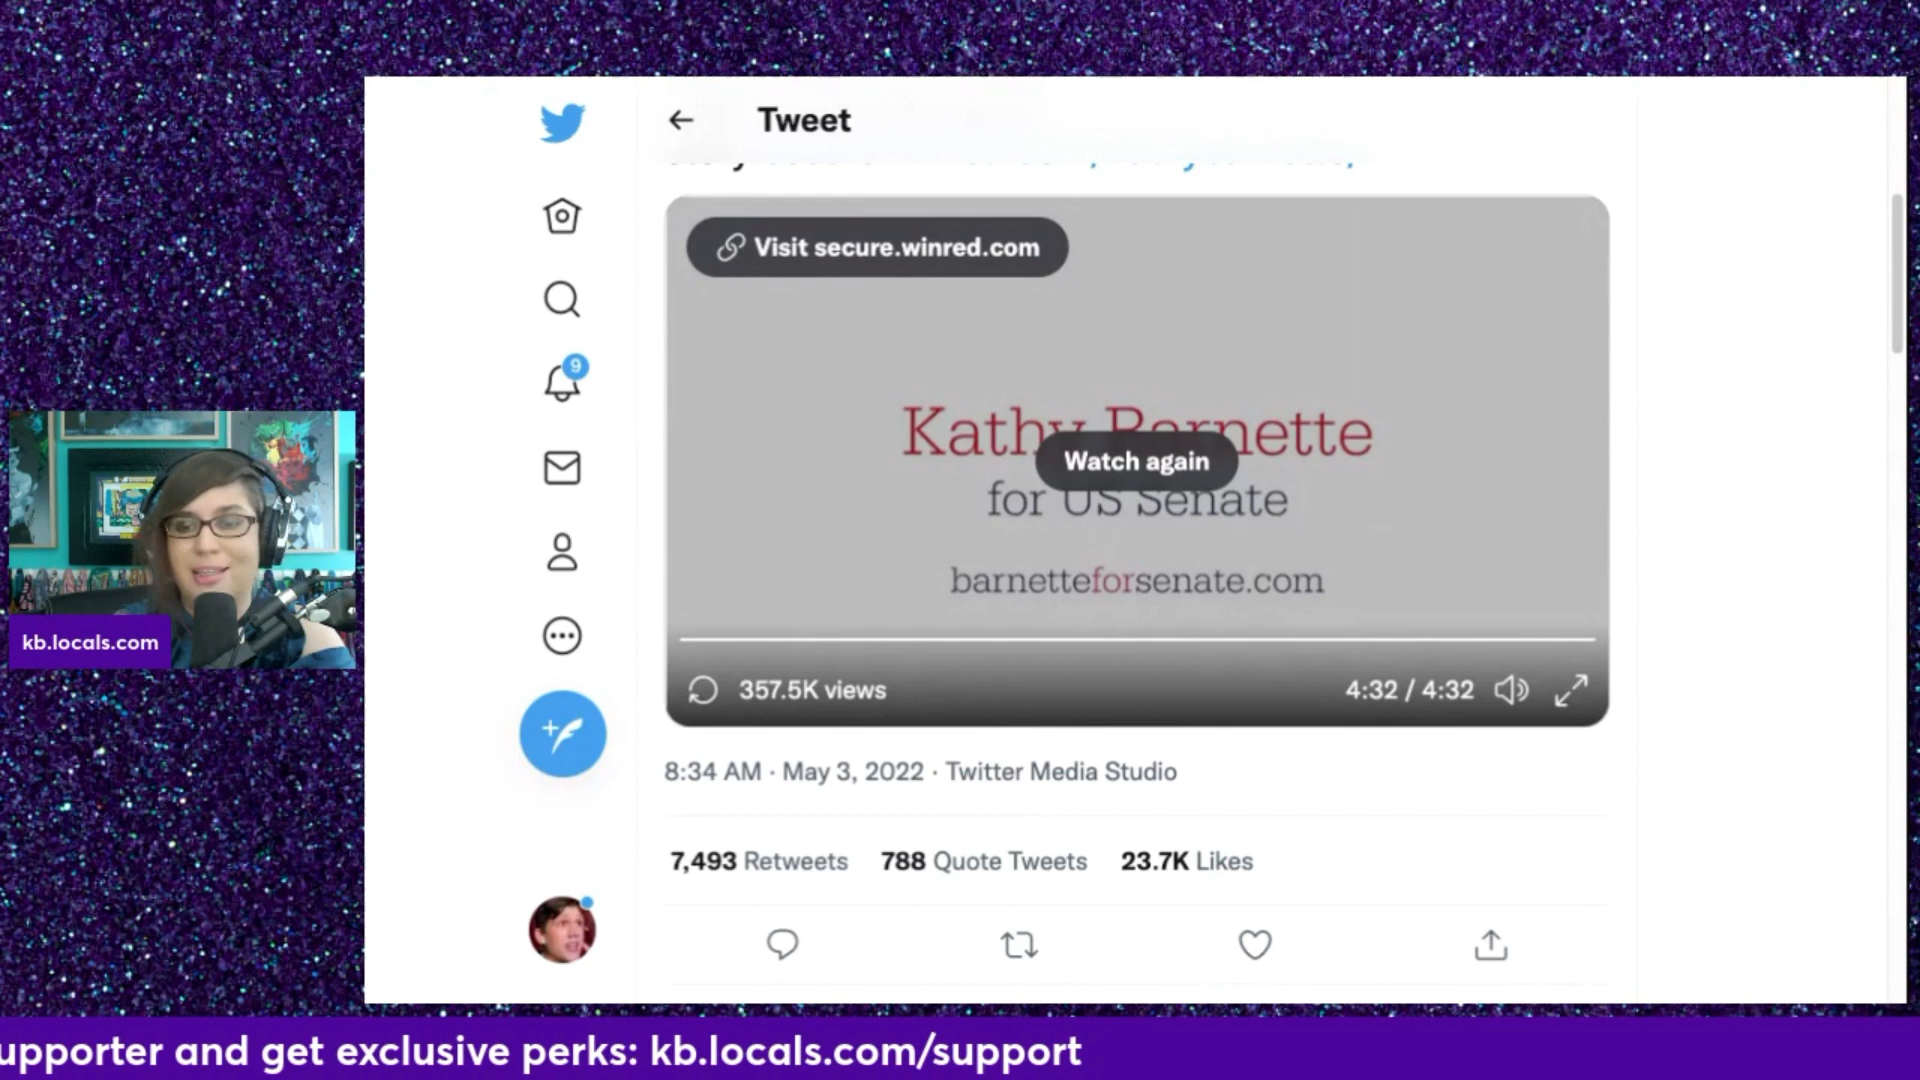 Tweet
Visit secure.winred.com
Kathy Barnette
Watch again
for US Senate
barnetteforsenate.com
357.5K views
4:32 / 4:32
9
8:34 AM · May 3, 2022 · Twitter Media Studio
7,493 Retweets 788 Quote Tweets 23.7K Likes
kb.locals.com
upporter and get exclusive perks: kb.locals.com/support